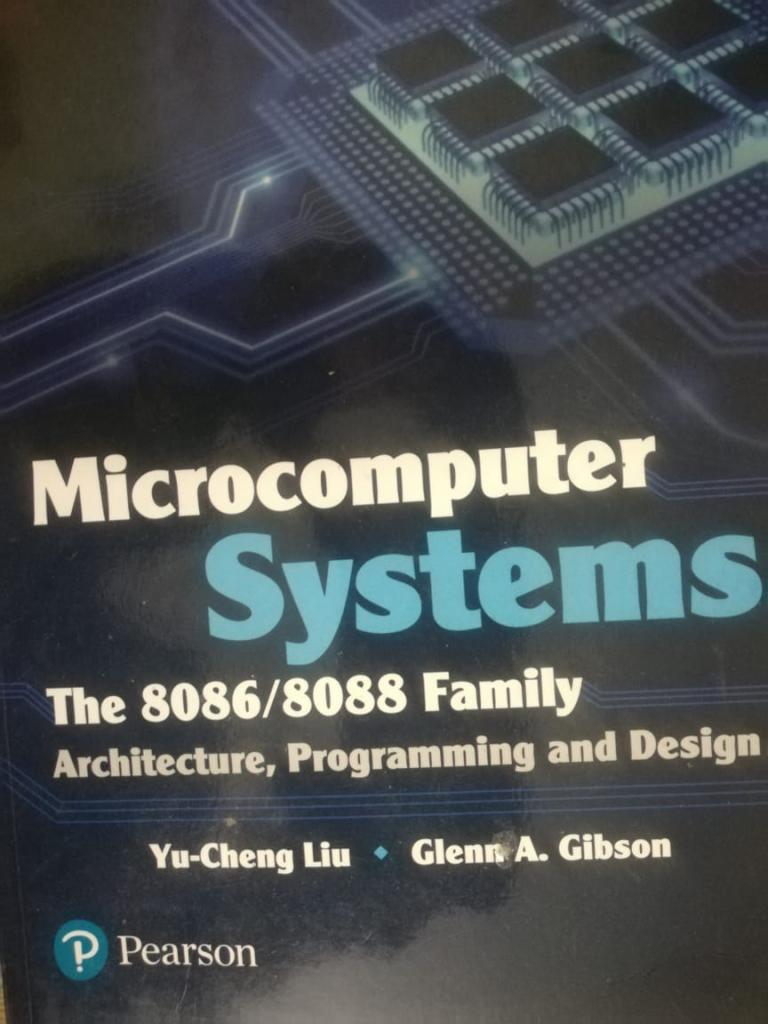 Microcomputer
Systems
The 8086/8088 Family
Architecture, Programming and Design
Yu-Cheng Liu ◆ Glenn A. Gibson
Pearson